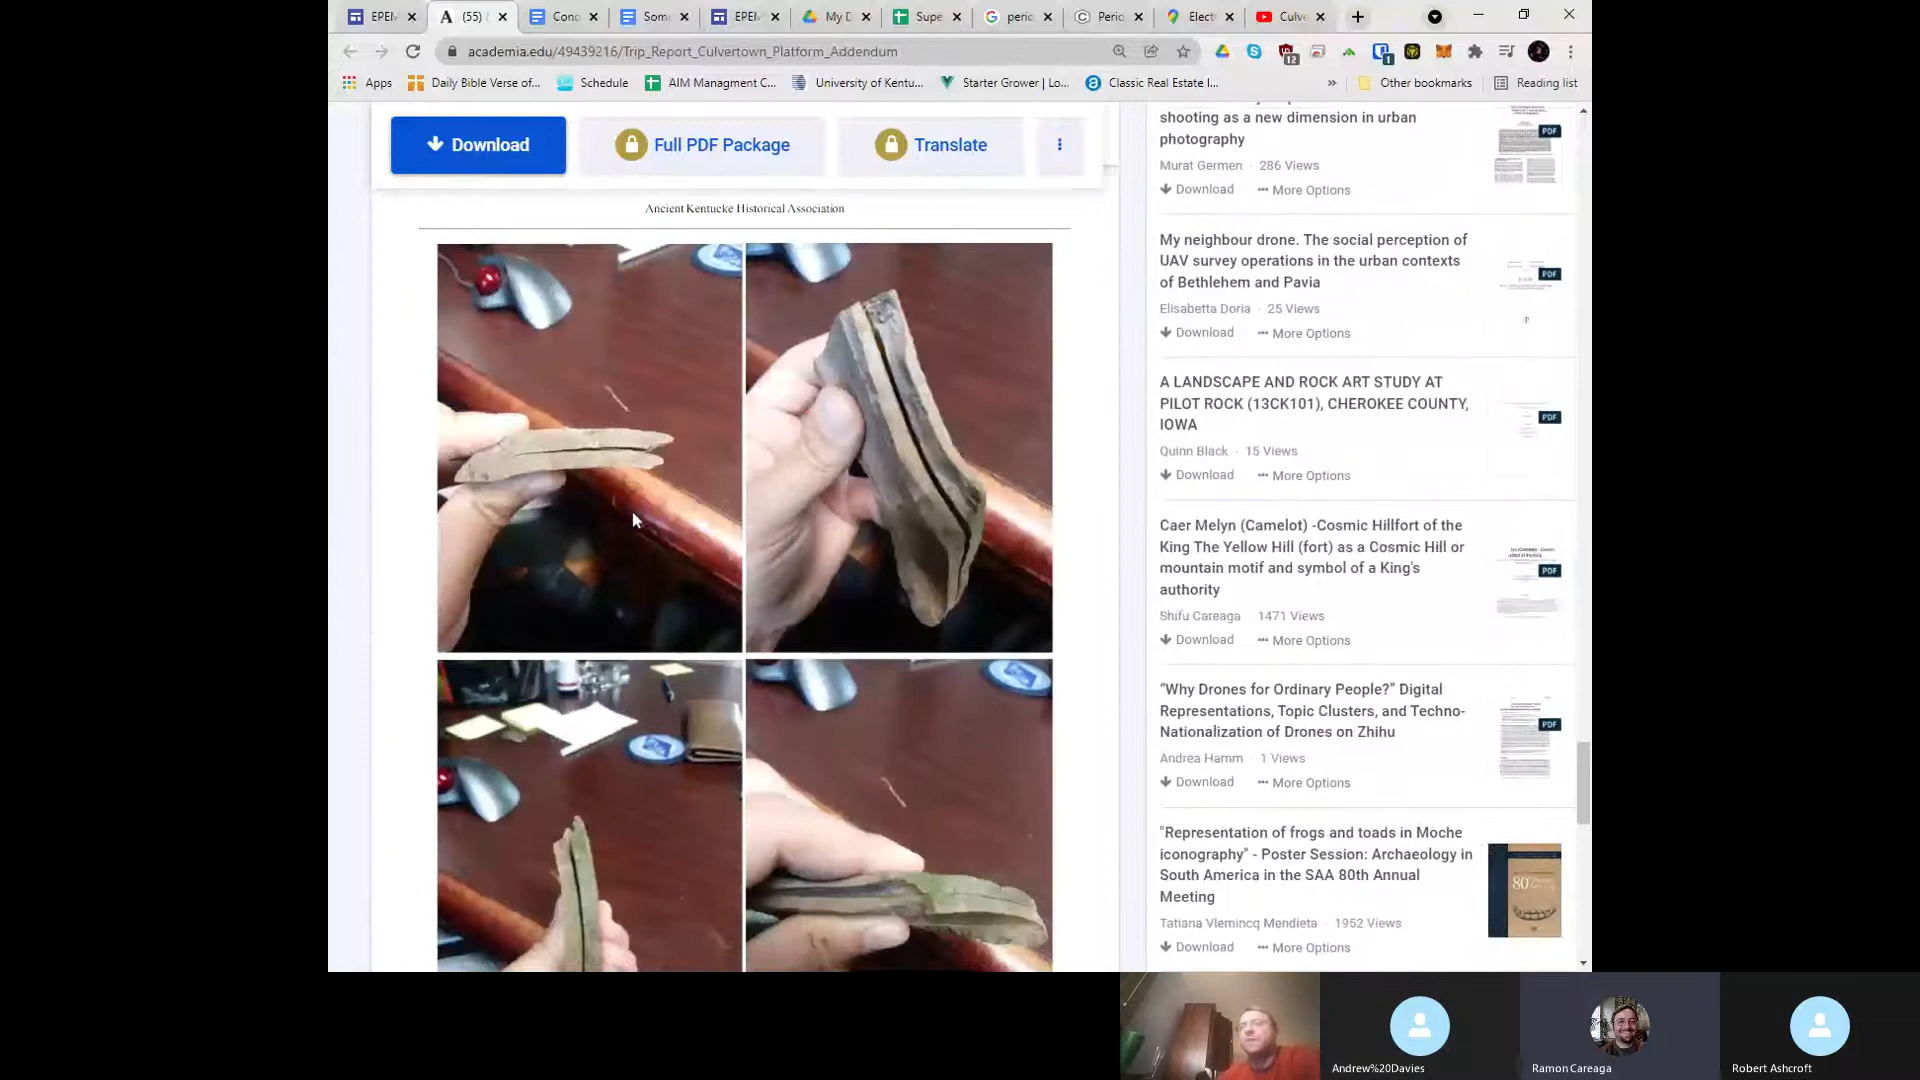 EPEM
(55)
Conc
Som
EPEM
My D
Supe
peric
Peric
Elect
Culve
academia.edu/49439216/Trip_Report_Culvertown_Platform_Addendum
12
1
Apps
Daily Bible Verse of...
Schedule
AIM Managment C...
University of Kentu...
Starter Grower | Lo...
Classic Real Estate I...
»
Other bookmarks
Reading list
Download
Full PDF Package
Translate
Ancient Kentucke Historical Association
shooting as a new dimension in urban
photography
Murat Germen · 286 Views
Download
More Options
PDF
My neighbour drone. The social perception of
UAV survey operations in the urban contexts
of Bethlehem and Pavia
Elisabetta Doria · 25 Views
Download
More Options
PDF
A LANDSCAPE AND ROCK ART STUDY AT
PILOT ROCK (13CK101), CHEROKEE COUNTY,
IOWA
Quinn Black · 15 Views
Download
More Options
PDF
Caer Melyn (Camelot) -Cosmic Hillfort of the
King The Yellow Hill (fort) as a Cosmic Hill or
mountain motif and symbol of a King's
authority
Shifu Careaga 1471 Views
Download
More Options
PDF
“Why Drones for Ordinary People?” Digital
Representations, Topic Clusters, and Techno-
Nationalization of Drones on Zhihu
Andrea Hamm · 1 Views
Download
More Options
PDF
"Representation of frogs and toads in Moche
iconography" - Poster Session: Archaeology in
South America in the SAA 80th Annual
Meeting
Tatiana Vlemincq Mendieta · 1952 Views
Download
More Options
80
Andrew%20Davies
Ramon Careaga
Robert Ashcroft